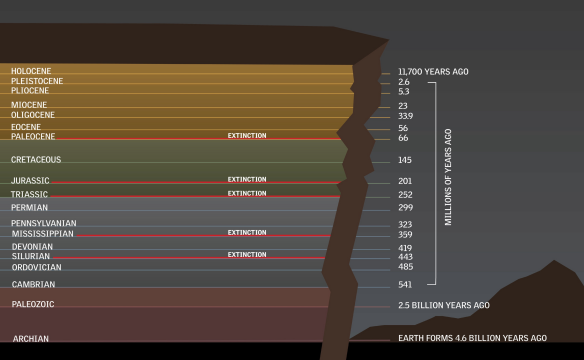 HOLOCENE 11,700 YEARS AGO
PLEISTOCENE 2.6
PLIOCENE 5.3
MIOCENE 23
OLIGOCENE 33.9
EOCENE 56
PALEOCENE EXTINCTION 66
CRETACEOUS 145
JURASSIC EXTINCTION 201
TRIASSIC EXTINCTION 252
PERMIAN 299
PENNSYLVANIAN 323
MISSISSIPPIAN EXTINCTION 359
DEVONIAN 419
SILURIAN EXTINCTION 443
ORDOVICIAN 485
CAMBRIAN 541
MILLIONS OF YEARS AGO
PALEOZOIC 2.5 BILLION YEARS AGO
ARCHIAN EARTH FORMS 4.6 BILLION YEARS AGO